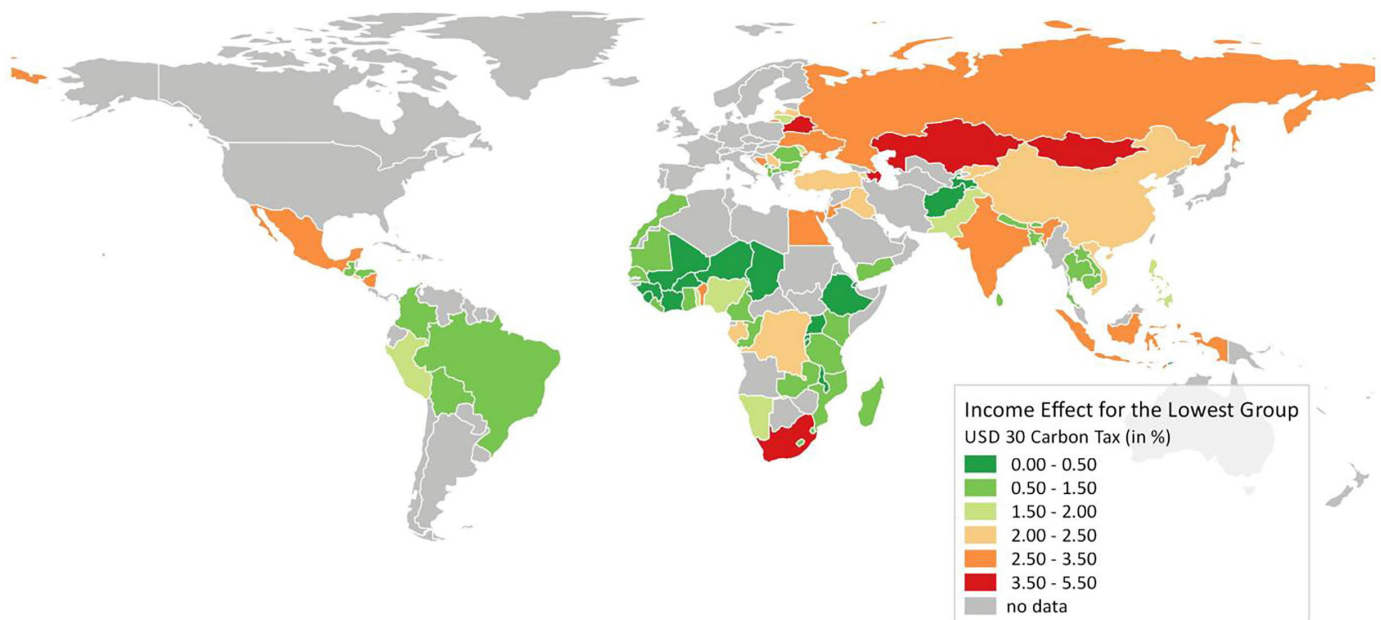 Income Effect for the Lowest Group
USD 30 Carbon Tax (in %)
0.00 - 0.50
0.50 - 1.50
1.50 - 2.00
2.00 - 2.50
2.50 - 3.50
3.50 - 5.50
no data